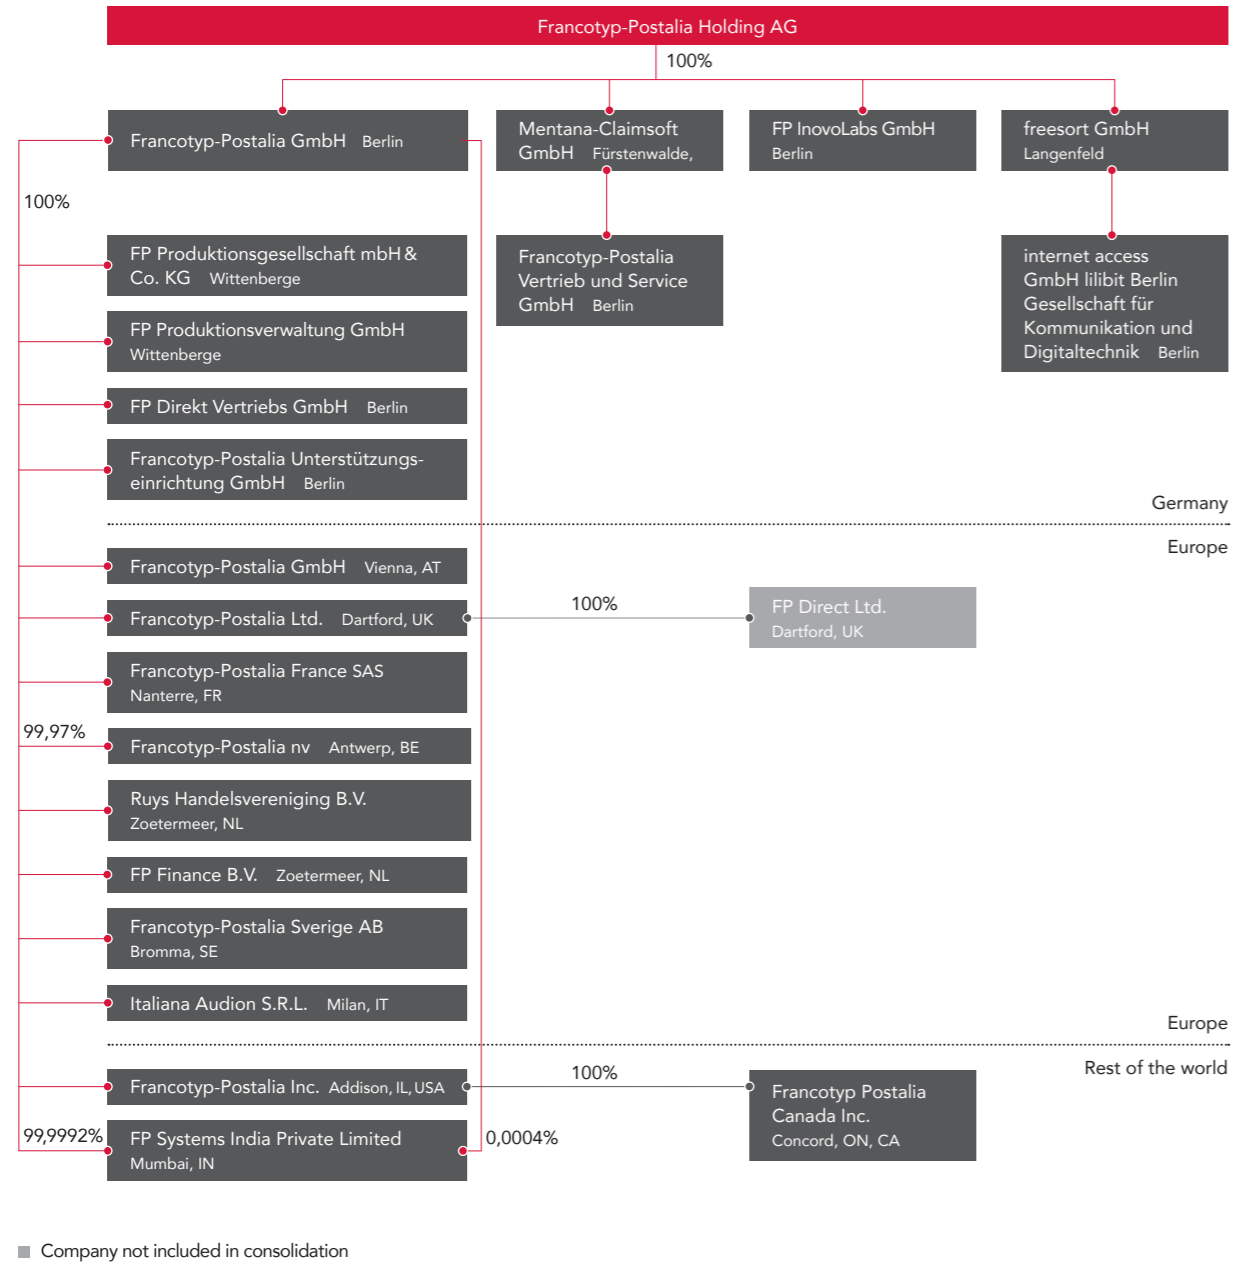 Francotyp-Postalia Holding AG
100%
Francotyp-Postalia GmbH Berlin
Mentana-Claimsoft
GmbH Fürstenwalde,
FP InovoLabs GmbH
Berlin
freesort GmbH
Langenfeld
100%
FP Produktionsgesellschaft mbH &
Co. KG Wittenberge
Francotyp-Postalia
Vertrieb und Service
GmbH Berlin
internet access
GmbH lilibit Berlin
Gesellschaft für
Kommunikation und
Digitaltechnik Berlin
FP Produktionsverwaltung GmbH
Wittenberge
FP Direkt Vertriebs GmbH Berlin
Francotyp-Postalia Unterstützungs-
einrichtung GmbH Berlin
Germany
Europe
Francotyp-Postalia GmbH Vienna, AT
Francotyp-Postalia Ltd. Dartford, UK
100%
FP Direct Ltd.
Dartford, UK
Francotyp-Postalia France SAS
Nanterre, FR
99,97%
Francotyp-Postalia nv Antwerp, BE
Ruys Handelsvereniging B.V.
Zoetermeer, NL
FP Finance B.V. Zoetermeer, NL
Francotyp-Postalia Sverige AB
Bromma, SE
Italiana Audion S.R.L. Milan, IT
Europe
Rest of the world
Francotyp-Postalia Inc. Addison, IL, USA
100%
Francotyp Postalia
Canada Inc.
Concord, ON, CA
99,9992%
FP Systems India Private Limited
Mumbai, IN
0,0004%
Company not included in consolidation